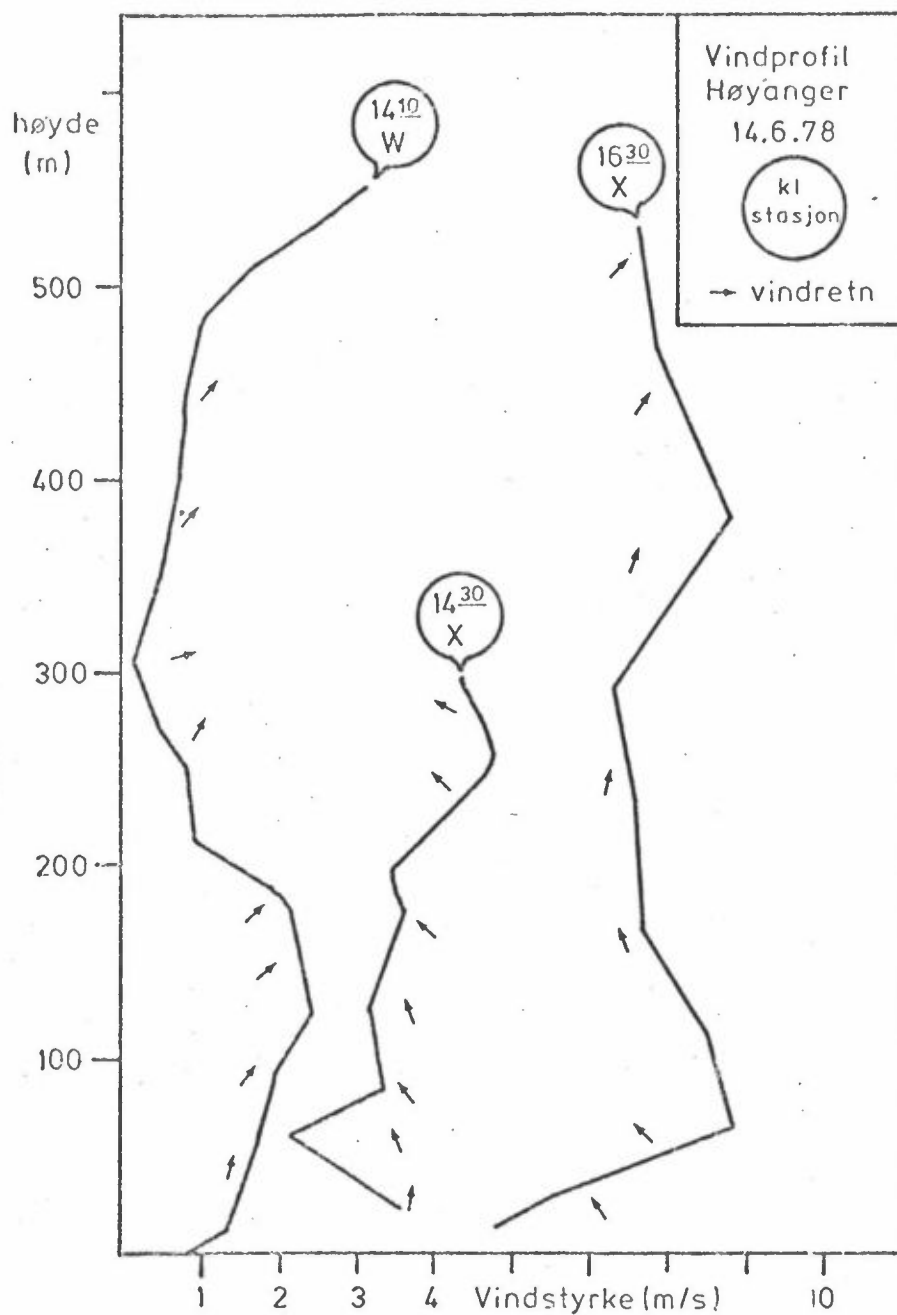 Vindprofil
Høyanger
14.6.78
kl
stasjon
→ vindretn
høyde
(m)
14 10
W
16 30
X
14 30
X
500
400
300
200
100
1 2 3 4 Vindstyrke (m/s) 10